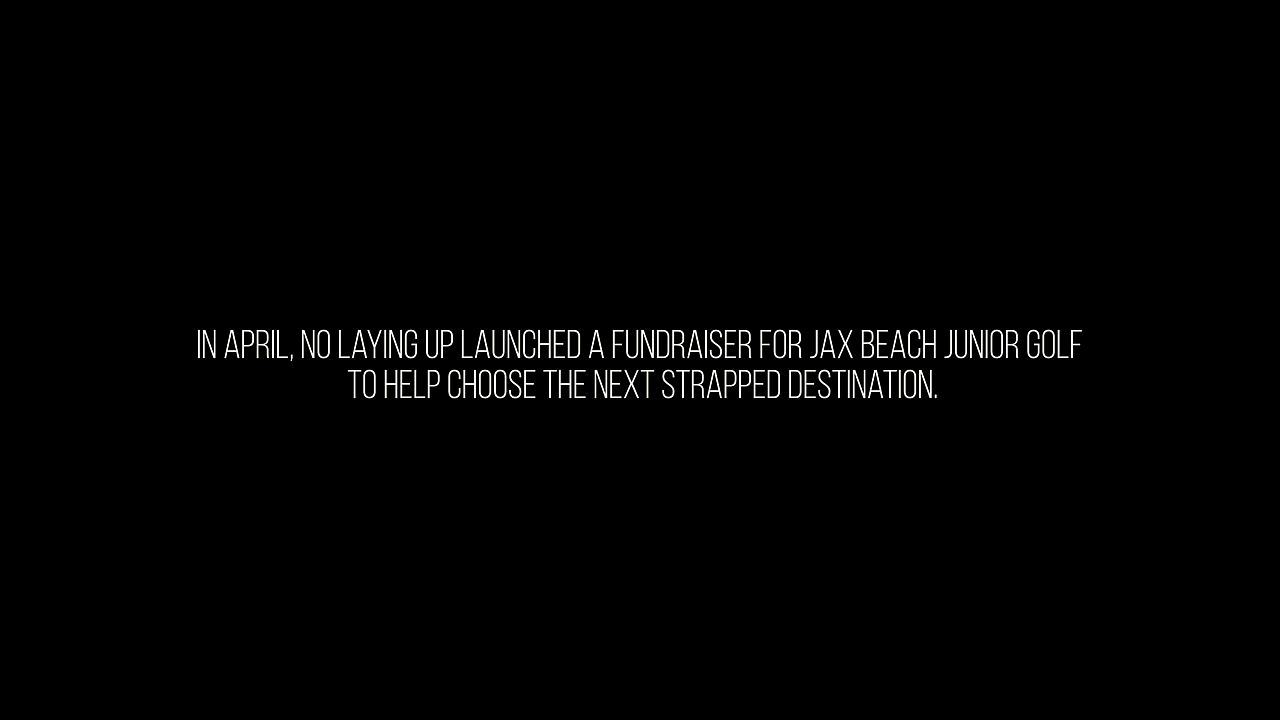 IN APRIL, NO LAYING UP LAUNCHED A FUNDRAISER FOR JAX BEACH JUNIOR GOLF
TO HELP CHOOSE THE NEXT STRAPPED DESTINATION.